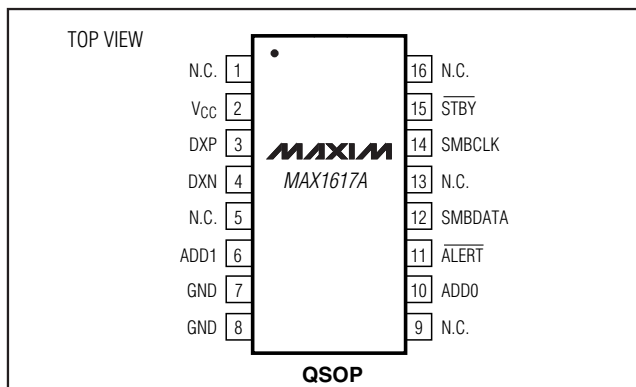 TOP VIEW
N.C. 1
VCC 2
DXP 3
DXN 4
N.C. 5
ADD1 6
GND 7
GND 8
MAXIM
MAX1617A
16 N.C.
15 STBY
14 SMBCLK
13 N.C.
12 SMBDATA
11 ALERT
10 ADD0
9 N.C.
QSOP